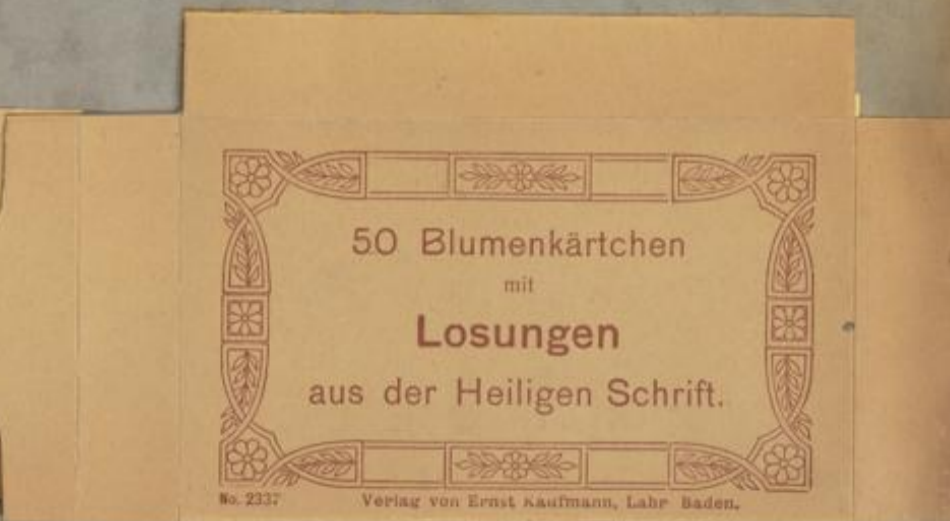 50 Blumenkärtchen
mit
Losungen
aus der Heiligen Schrift.
No. 2337 Verlag von Ernst Kaufmann, Lahr Baden.